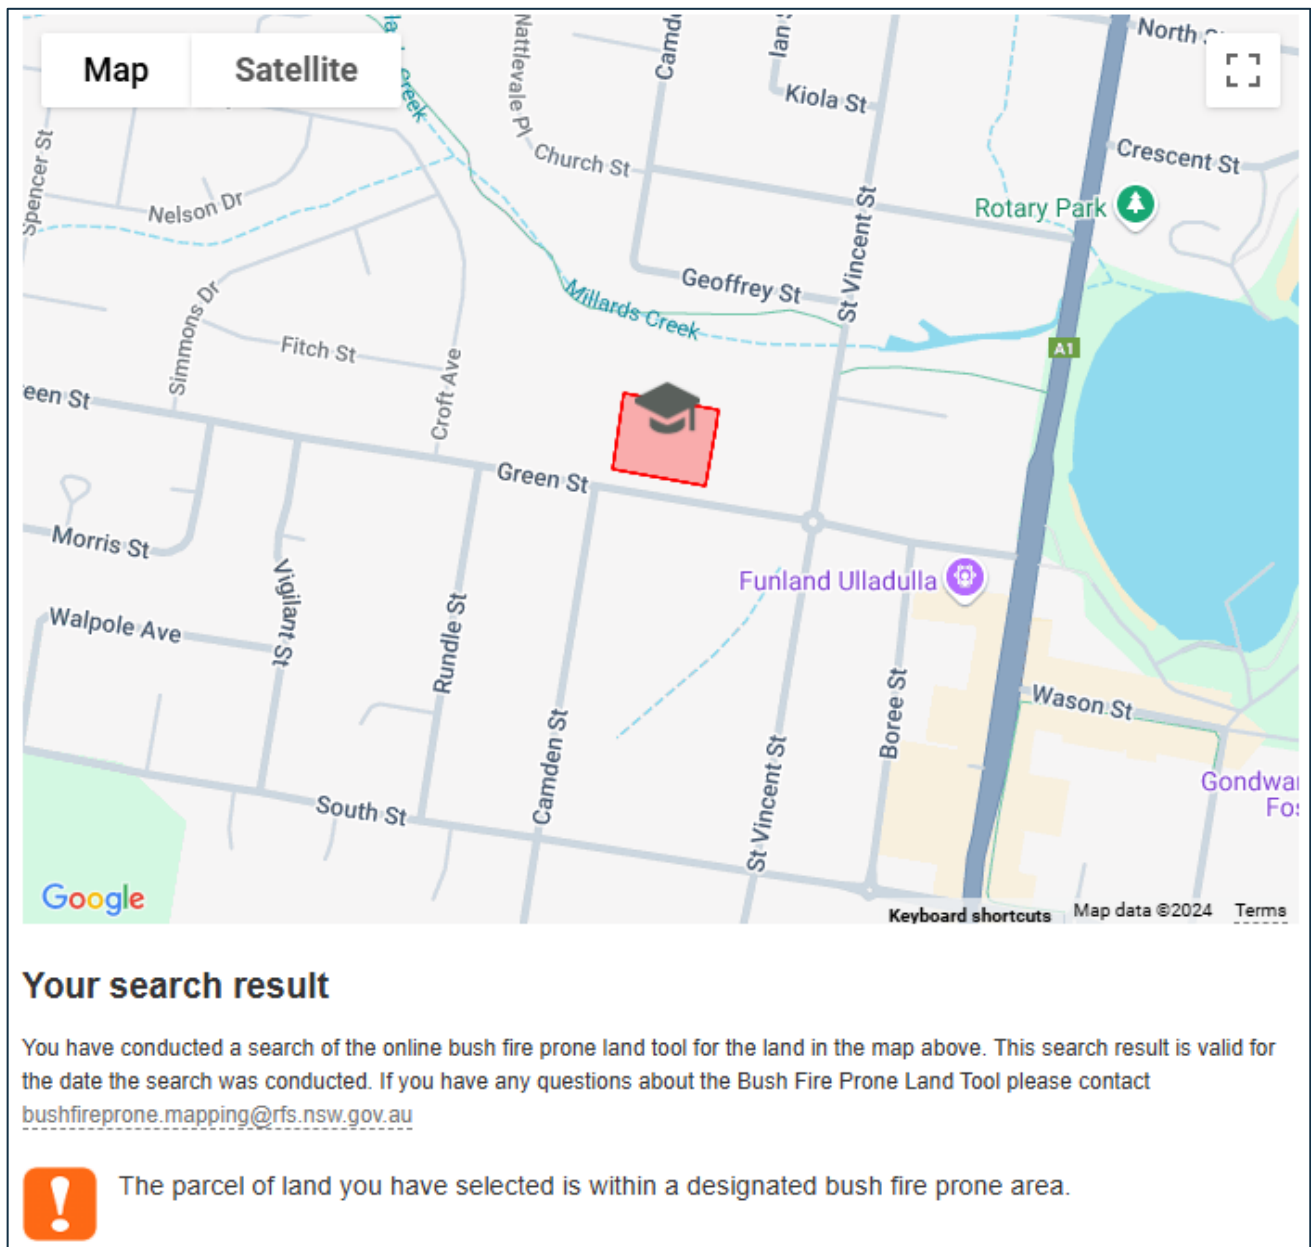 Map
Satellite
Nattlevale Pl
North
Kiola St
Crescent St
Church St
Spencer St
Nelson Dr
Rotary Park
St Vincent St
Geoffrey St
Millards Creek
Simmons Dr
Fitch St
A1
Croft Ave
een St
Green St
Morris St
Vigilant St
Funland Ulladulla
Walpole Ave
Rundle St
Boree St
Wason St
Camden St
St Vincent St
South St
Gondwa
Fos
Google
Keyboard shortcuts
Map data ©2024
Terms
Your search result
You have conducted a search of the online bush fire prone land tool for the land in the map above. This search result is valid for
the date the search was conducted. If you have any questions about the Bush Fire Prone Land Tool please contact
bushfireprone.mapping@rfs.nsw.gov.au
The parcel of land you have selected is within a designated bush fire prone area.